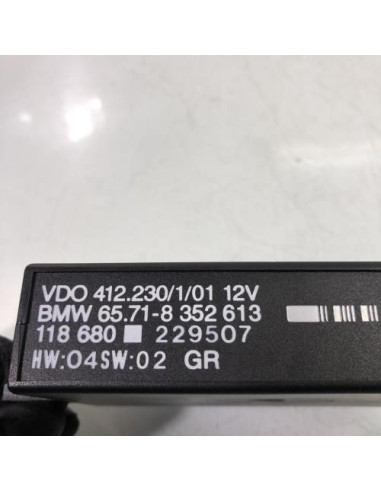 VDO 412.230/1/01 12V
BMW 65.71-8 352 613
118 680 229507
HW:04SW:02 GR